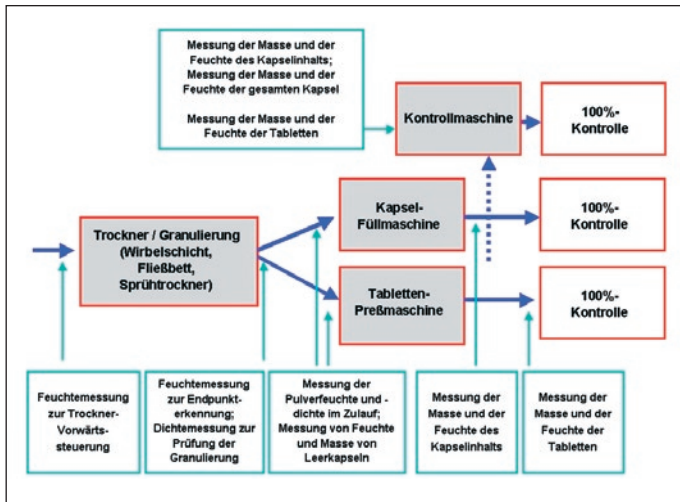 Messung der Masse und der
Feuchte des Kapselinhalts;
Messung der Masse und der
Feuchte der gesamten Kapsel
Messung der Masse und der
Feuchte der Tabletten
Kontrollmaschine
100%-
Kontrolle
Trockner / Granulierung
(Wirbelschicht,
Fließbett,
Sprühtrockner)
Kapsel-
Füllmaschine
100%-
Kontrolle
Tabletten-
Preßmaschine
100%-
Kontrolle
Feuchtemessung
zur Trockner-
Vorwärts-
steuerung
Feuchtemessung
zur Endpunkt-
erkennung;
Dichtemessung zur
Prüfung der
Granulierung
Messung der
Pulverfeuchte und -
dichte im Zulauf;
Messung von Feuchte
und Masse von
Leerkapseln
Messung der
Masse und der
Feuchte des
Kapselinhalts
Messung der
Masse und der
Feuchte der
Tabletten